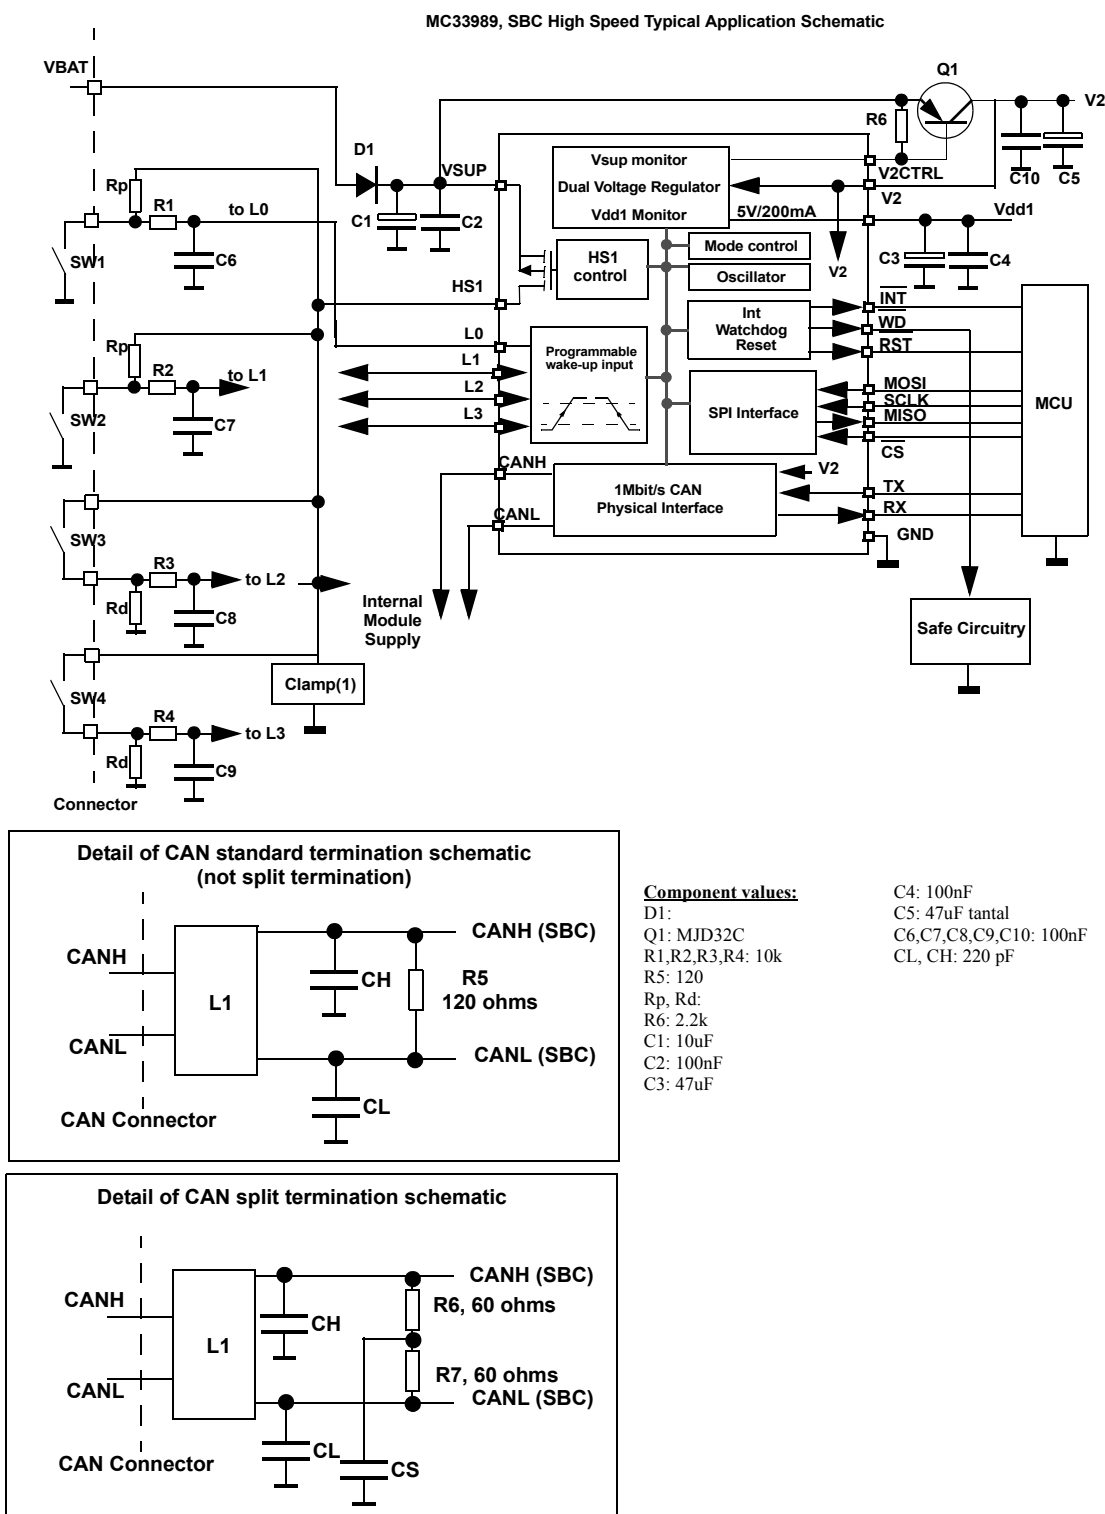 MC33989, SBC High Speed Typical Application Schematic
VBAT
Q1
V2
R6
D1
Vsup monitor
Rp
VSUP
V2CTRL
C10
C5
Dual Voltage Regulator
V2
R1
to L0
C1
C2
Vdd1 Monitor
5V/200mA
Vdd1
SW1
C6
HS1
control
Mode control
C3
C4
V2
Oscillator
HS1
INT
Int
Watchdog
Reset
WD
RST
Rp
L0
Programmable
wake-up input
L1
R2
to L1
L2
MOSI
SCLK
MISO
MCU
SW2
C7
L3
SPI Interface
CS
CANH
V2
1Mbit/s CAN
Physical Interface
TX
CANL
RX
SW3
GND
R3
to L2
Rd
C8
Internal
Module
Supply
Safe Circuitry
SW4
Clamp(1)
R4
to L3
Rd
C9
Connector
Detail of CAN standard termination schematic
(not split termination)
CANH
CANH (SBC)
CH
R5
120 ohms
L1
CANL
CANL (SBC)
CL
CAN Connector
Component values:
D1:
Q1: MJD32C
R1,R2,R3,R4: 10k
R5: 120
Rp, Rd:
R6: 2.2k
C1: 10uF
C2: 100nF
C3: 47uF
C4: 100nF
C5: 47uF tantal
C6,C7,C8,C9,C10: 100nF
CL, CH: 220 pF
Detail of CAN split termination schematic
CANH (SBC)
CANH
R6, 60 ohms
CH
L1
R7, 60 ohms
CANL
CANL (SBC)
CL
CAN Connector
CS